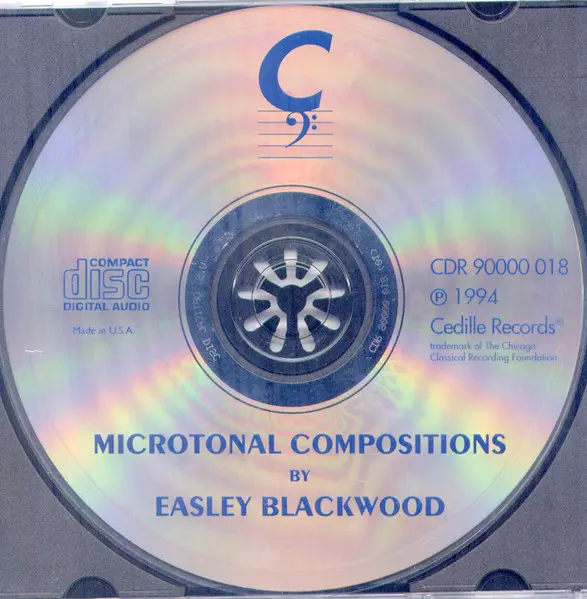 C
COMPACT
disc
DIGITAL AUDIO
Made in U.S.A.
CDR 90000 018
℗ 1994
Cedille Records®
trademark of The Chicago
Classical Recording Foundation
MICROTONAL COMPOSITIONS
BY
EASLEY BLACKWOOD